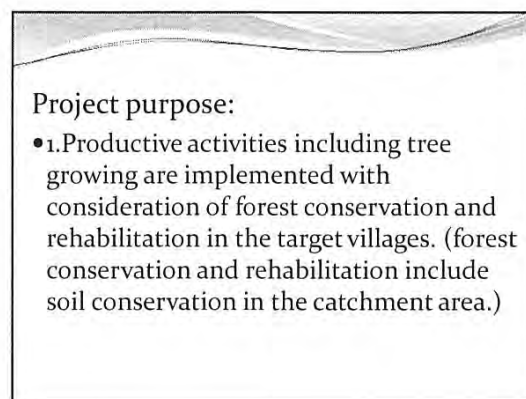 Project purpose:
•1.Productive activities including tree
growing are implemented with
consideration of forest conservation and
rehabilitation in the target villages. (forest
conservation and rehabilitation include
soil conservation in the catchment area.)